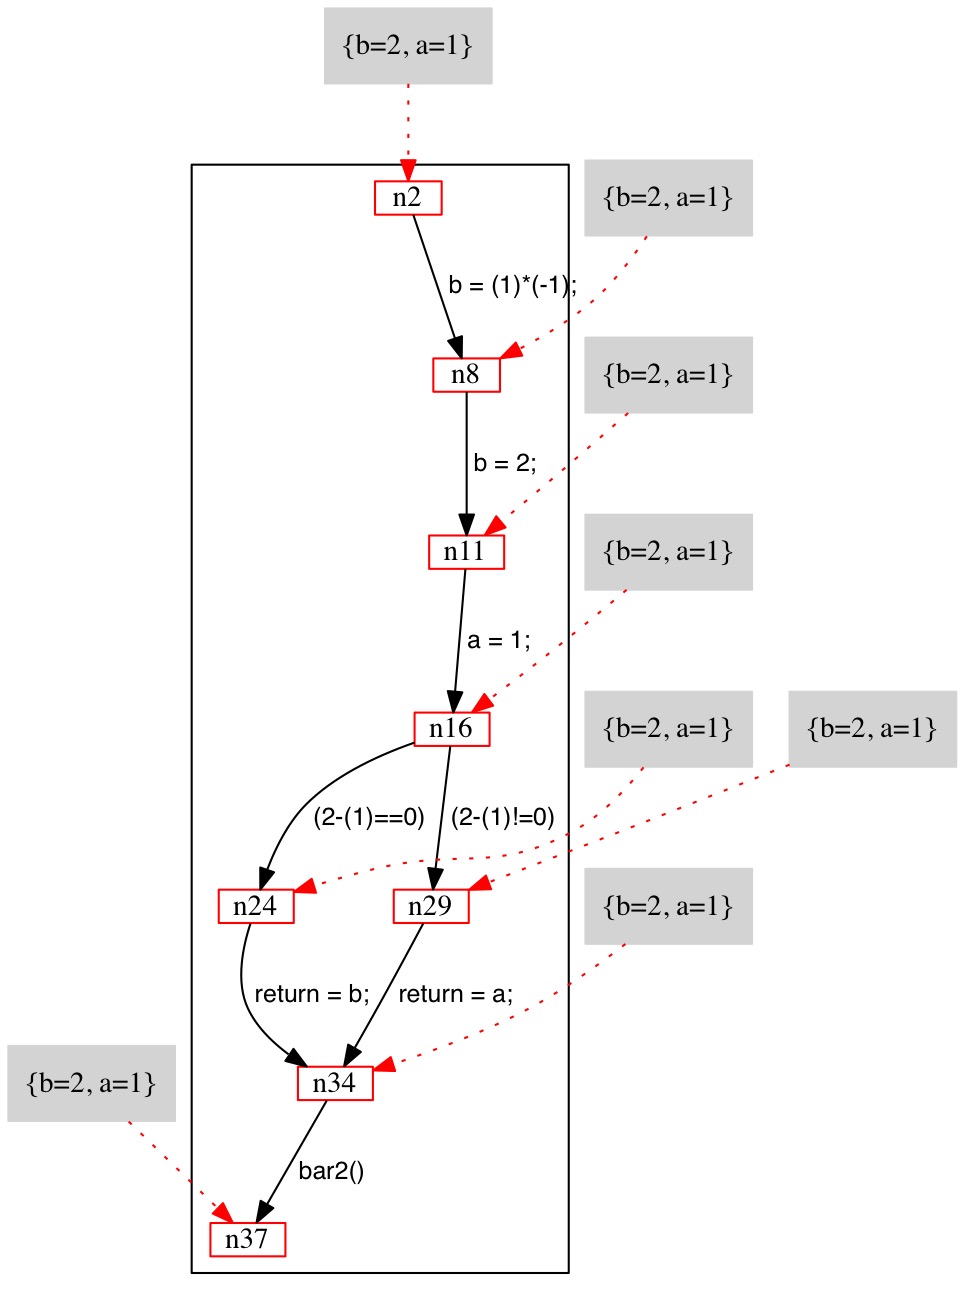 {b=2, a=1}
n2
{b=2, a=1}
b = (1)*(-1);
n8
{b=2, a=1}
b = 2;
n11
{b=2, a=1}
a = 1;
n16
{b=2, a=1}
{b=2, a=1}
(2-(1)==0)
(2-(1)!=0)
n24
n29
{b=2, a=1}
return = b;
return = a;
n34
{b=2, a=1}
bar2()
n37